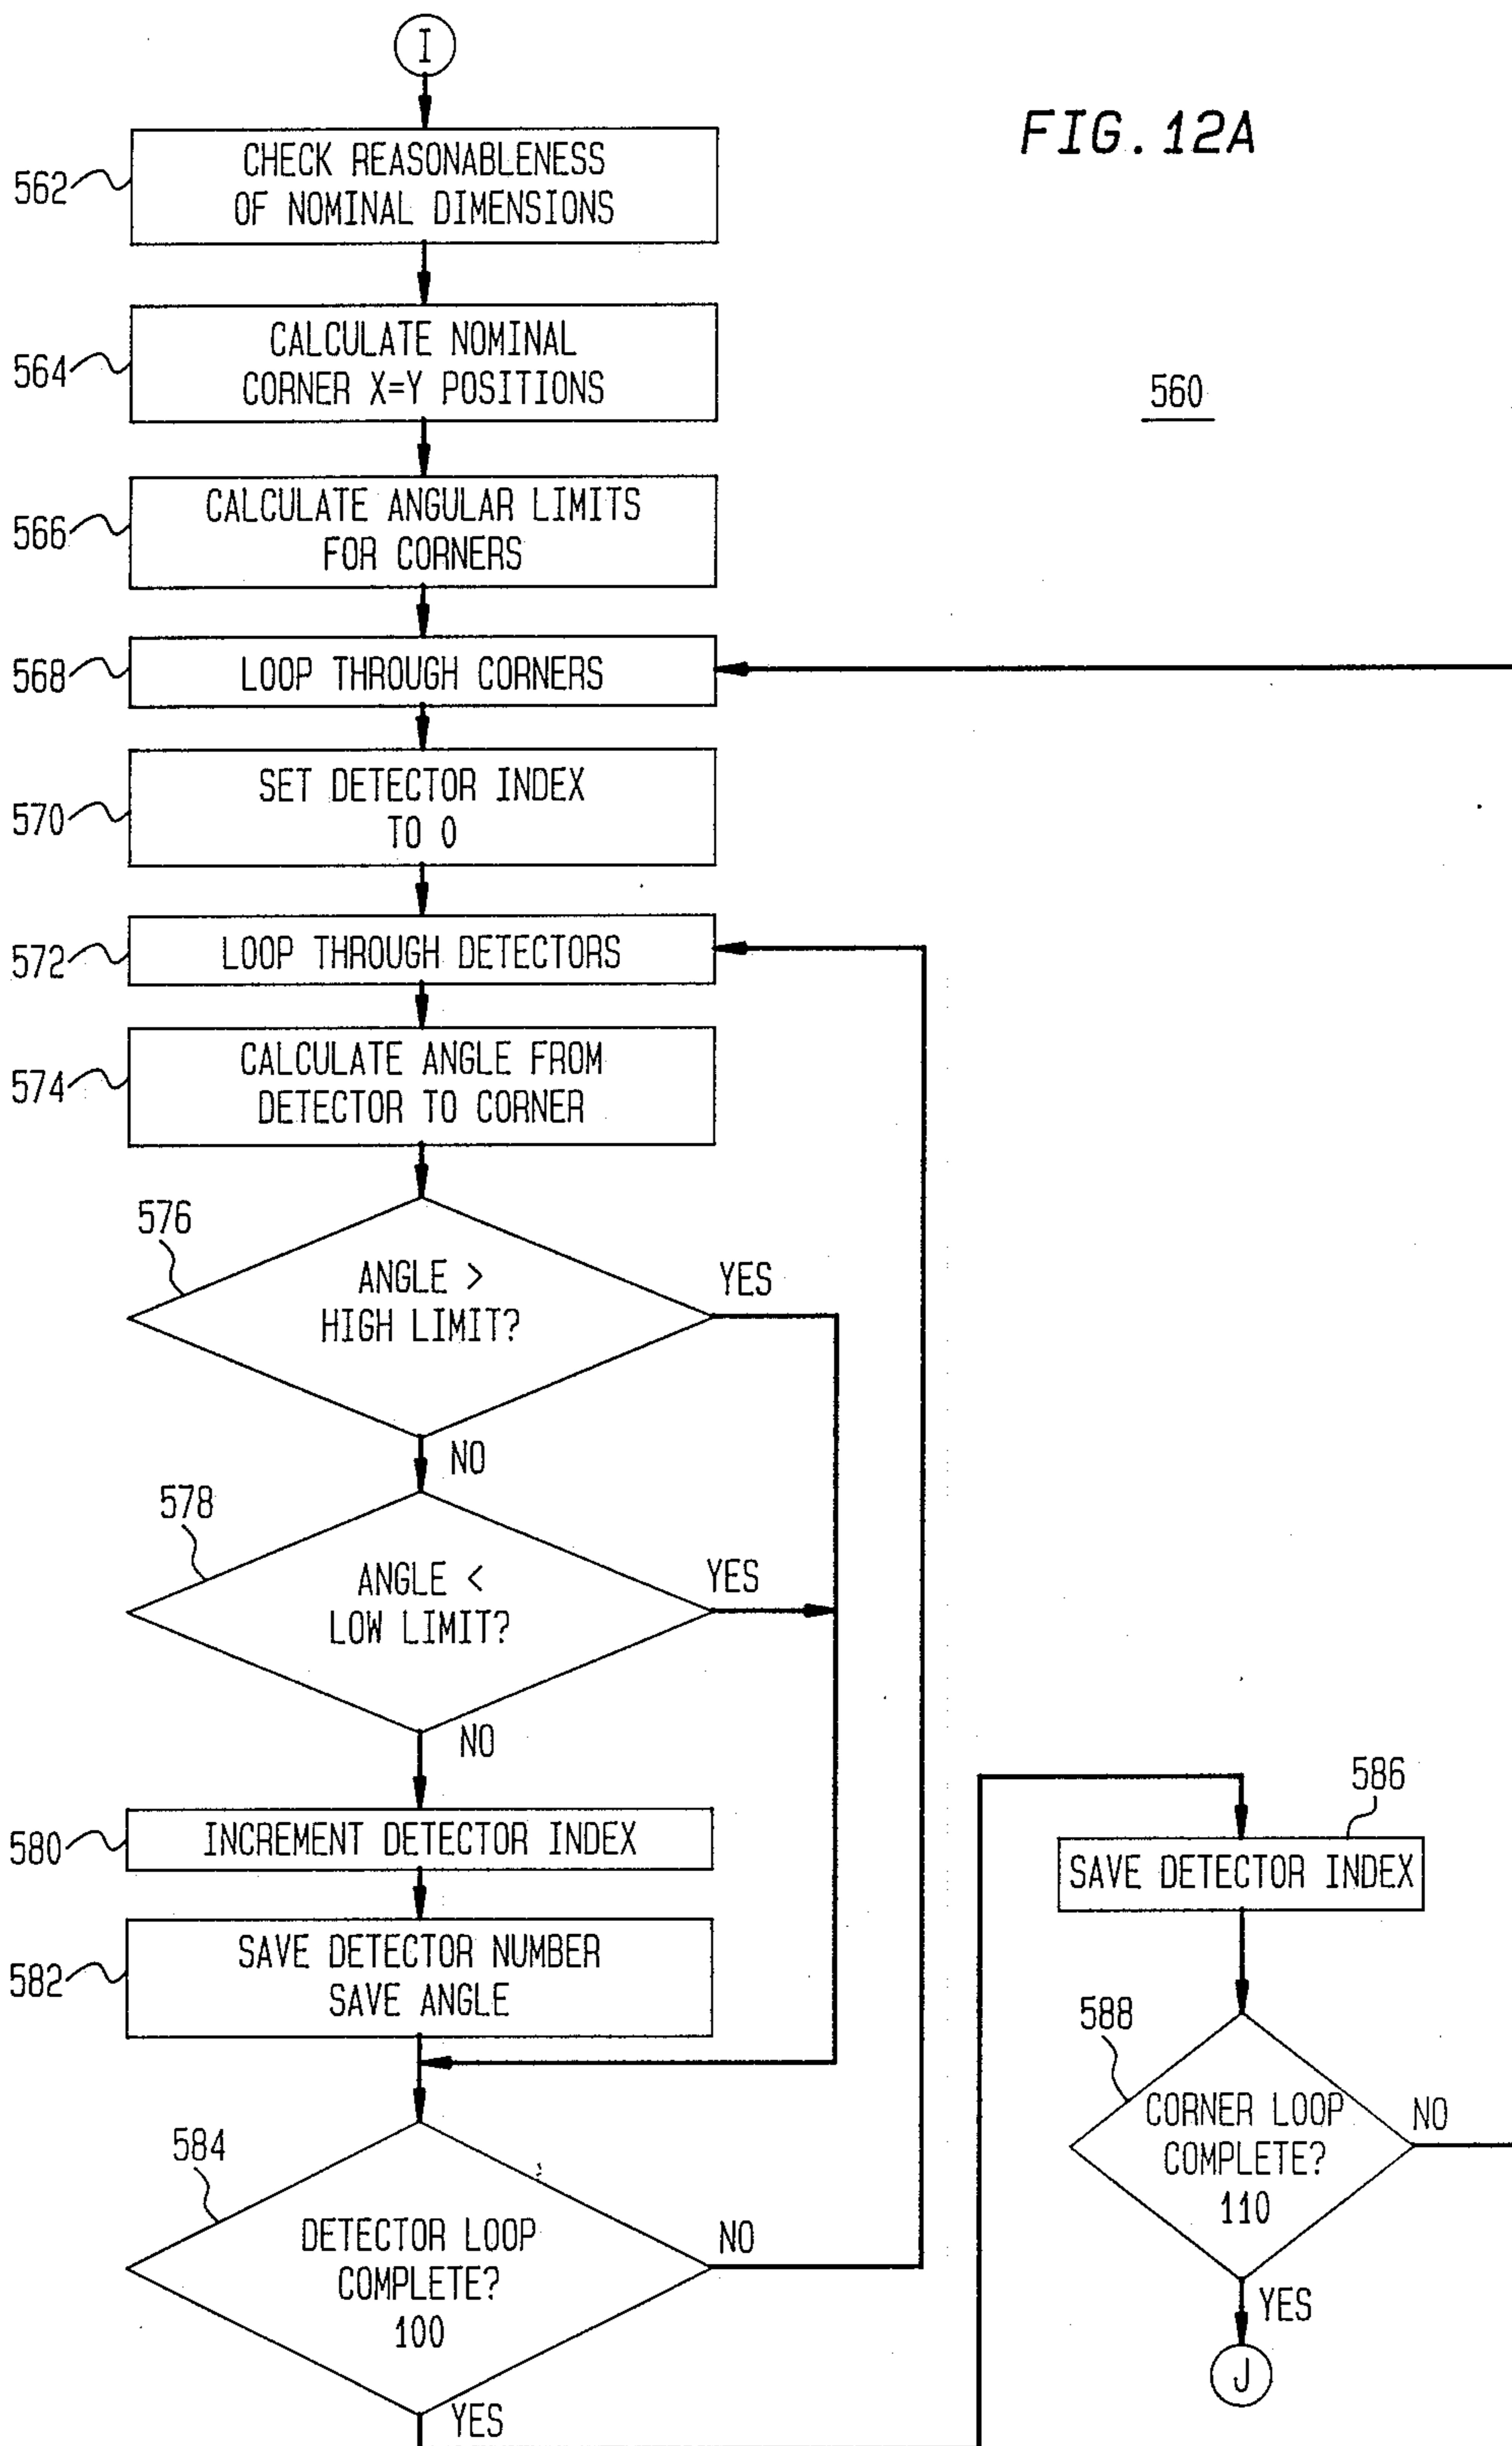 I
FIG. 12A
562
CHECK REASONABLENESS
OF NOMINAL DIMENSIONS
564
CALCULATE NOMINAL
CORNER X=Y POSITIONS
560
566
CALCULATE ANGULAR LIMITS
FOR CORNERS
568
LOOP THROUGH CORNERS
570
SET DETECTOR INDEX
TO 0
572
LOOP THROUGH DETECTORS
574
CALCULATE ANGLE FROM
DETECTOR TO CORNER
576
ANGLE >
HIGH LIMIT?
YES
NO
578
ANGLE <
LOW LIMIT?
YES
NO
580
INCREMENT DETECTOR INDEX
582
SAVE DETECTOR NUMBER
SAVE ANGLE
584
DETECTOR LOOP
COMPLETE?
100
NO
YES
586
SAVE DETECTOR INDEX
588
CORNER LOOP
COMPLETE?
110
NO
YES
J